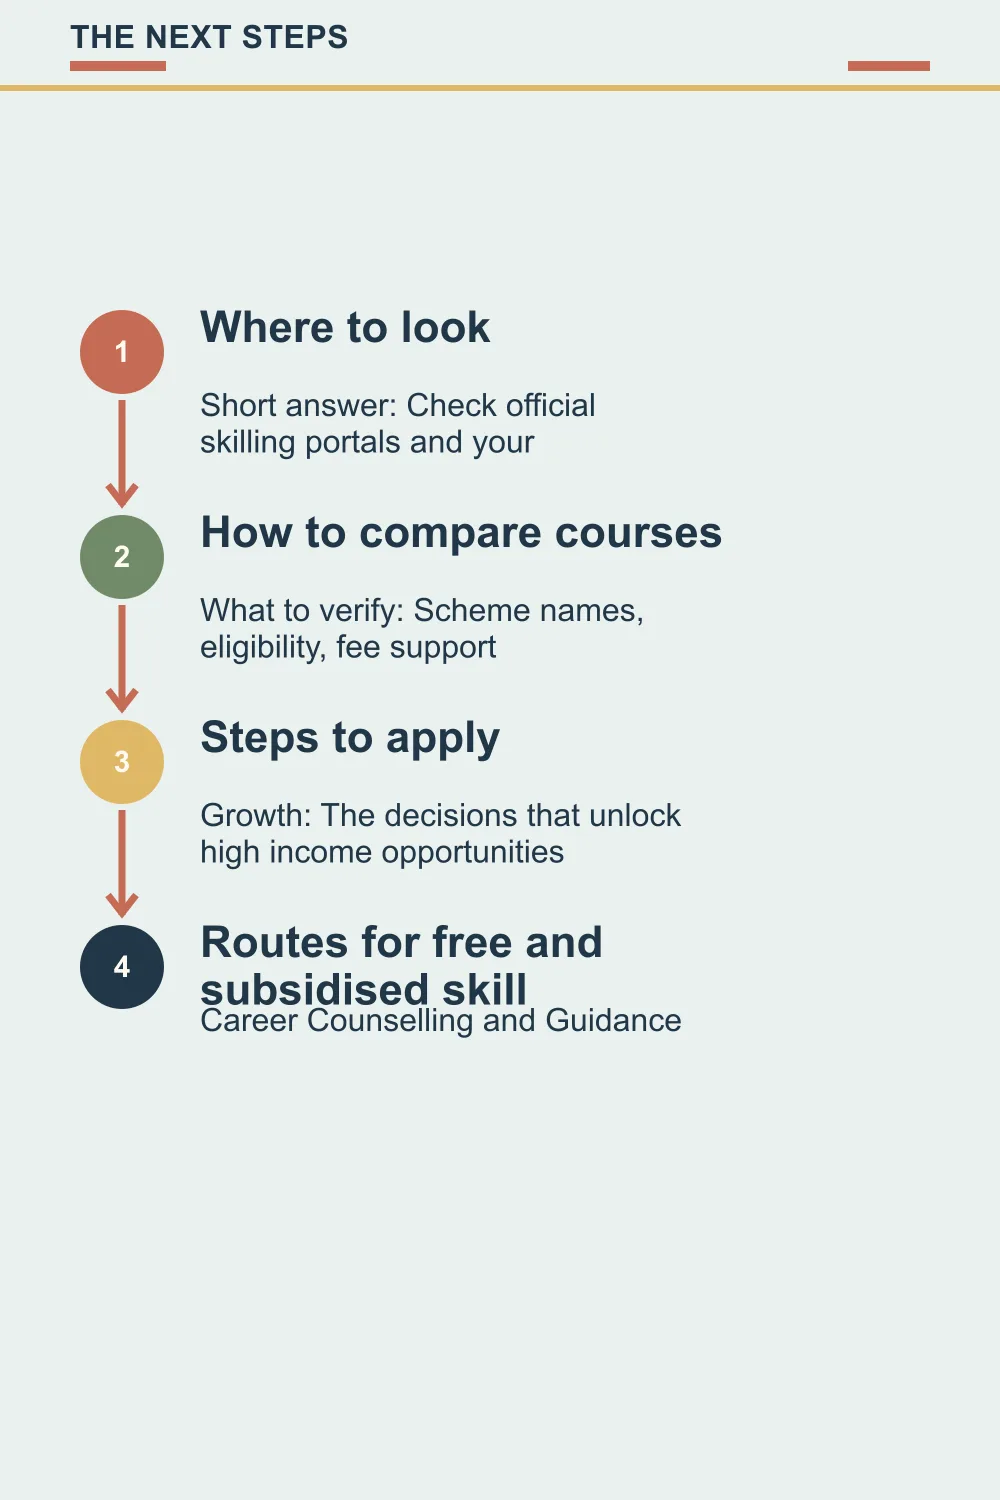 THE NEXT STEPS
1
Where to look
Short answer: Check official
skilling portals and your
2
How to compare courses
What to verify: Scheme names,
eligibility, fee support
3
Steps to apply
Growth: The decisions that unlock
high income opportunities
4
Routes for free and
subsidised skill
Career Counselling and Guidance